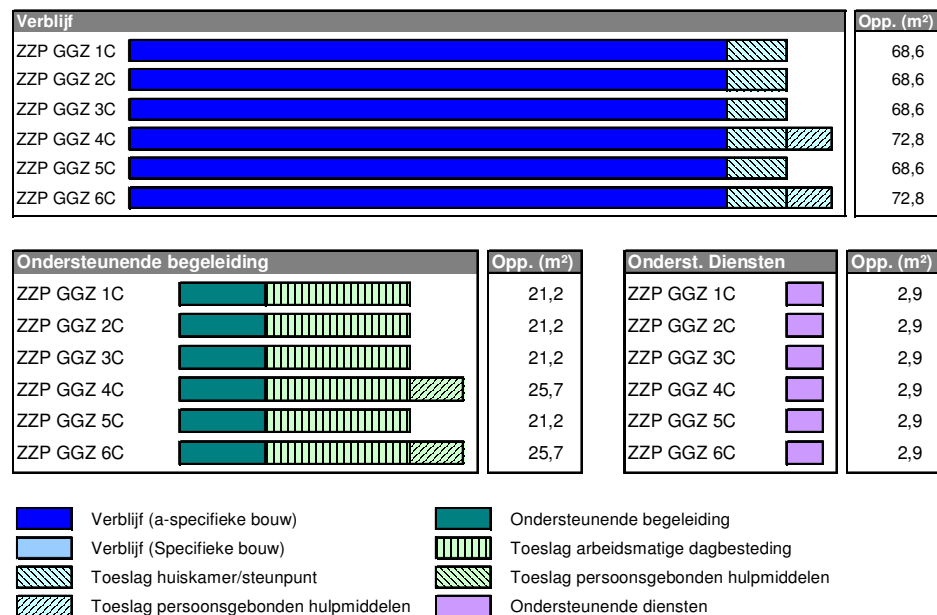 Verblijf Opp. (m²)
ZZP GGZ 1C 68,6
ZZP GGZ 2C 68,6
ZZP GGZ 3C 68,6
ZZP GGZ 4C 72,8
ZZP GGZ 5C 68,6
ZZP GGZ 6C 72,8
Ondersteunende begeleiding Opp. (m²)
ZZP GGZ 1C 21,2
ZZP GGZ 2C 21,2
ZZP GGZ 3C 21,2
ZZP GGZ 4C 25,7
ZZP GGZ 5C 21,2
ZZP GGZ 6C 25,7
Onderst. Diensten Opp. (m²)
ZZP GGZ 1C 2,9
ZZP GGZ 2C 2,9
ZZP GGZ 3C 2,9
ZZP GGZ 4C 2,9
ZZP GGZ 5C 2,9
ZZP GGZ 6C 2,9
Verblijf (a-specifieke bouw)
Verblijf (Specifieke bouw)
Toeslag huiskamer/steunpunt
Toeslag persoonsgebonden hulpmiddelen
Ondersteunende begeleiding
Toeslag arbeidsmatige dagbesteding
Toeslag persoonsgebonden hulpmiddelen
Ondersteunende diensten